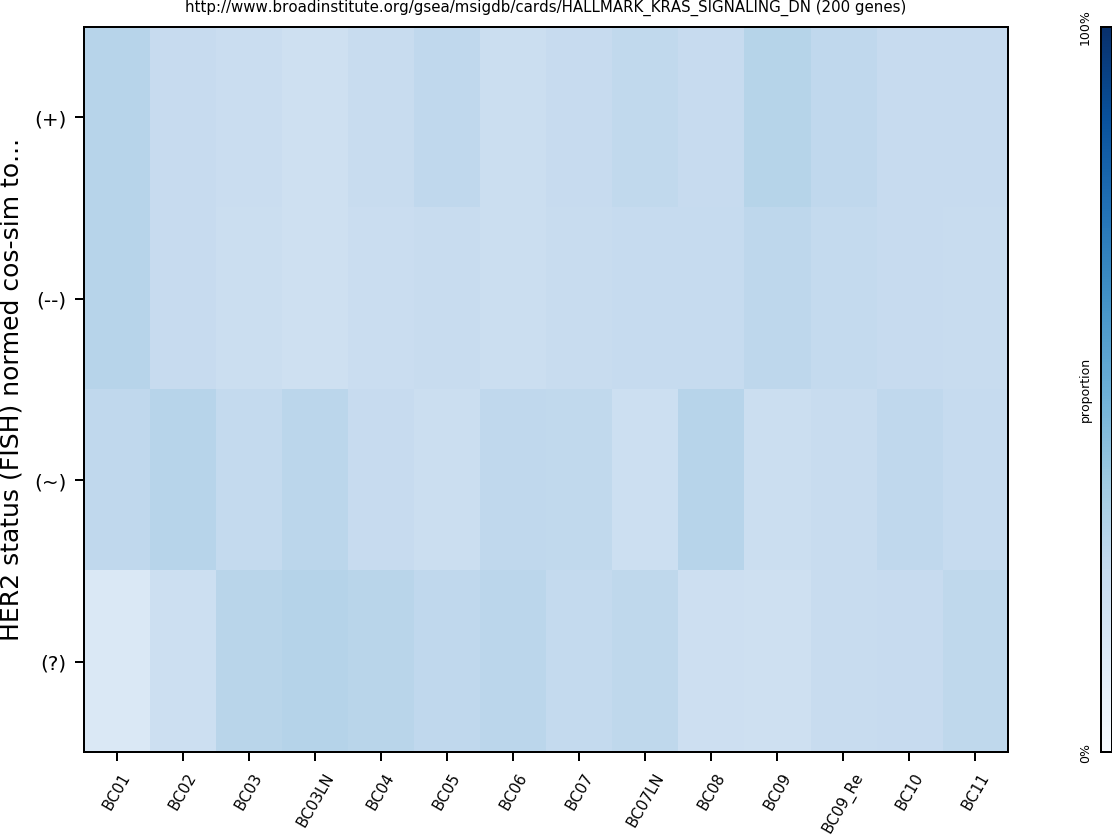 http://www.broadinstitute.org/gsea/msigdb/cards/HALLMARK_KRAS_SIGNALING_DN (200 genes)
HER2 status (FISH) normed cos-sim to...
(+)
(--)
(~)
(?)
BC01
BC02
BC03
BC03LN
BC04
BC05
BC06
BC07
BC07LN
BC08
BC09
BC09_Re
BC10
BC11
100%
proportion
0%